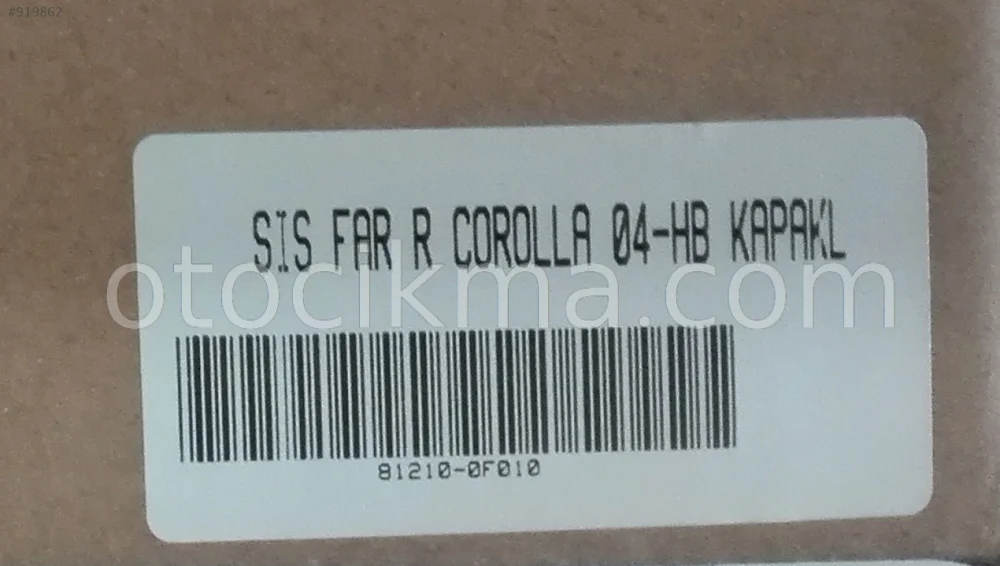 #919862
SIS FAR R COROLLA 04-HB KAPAKL
otocikma.com
81210-0F010